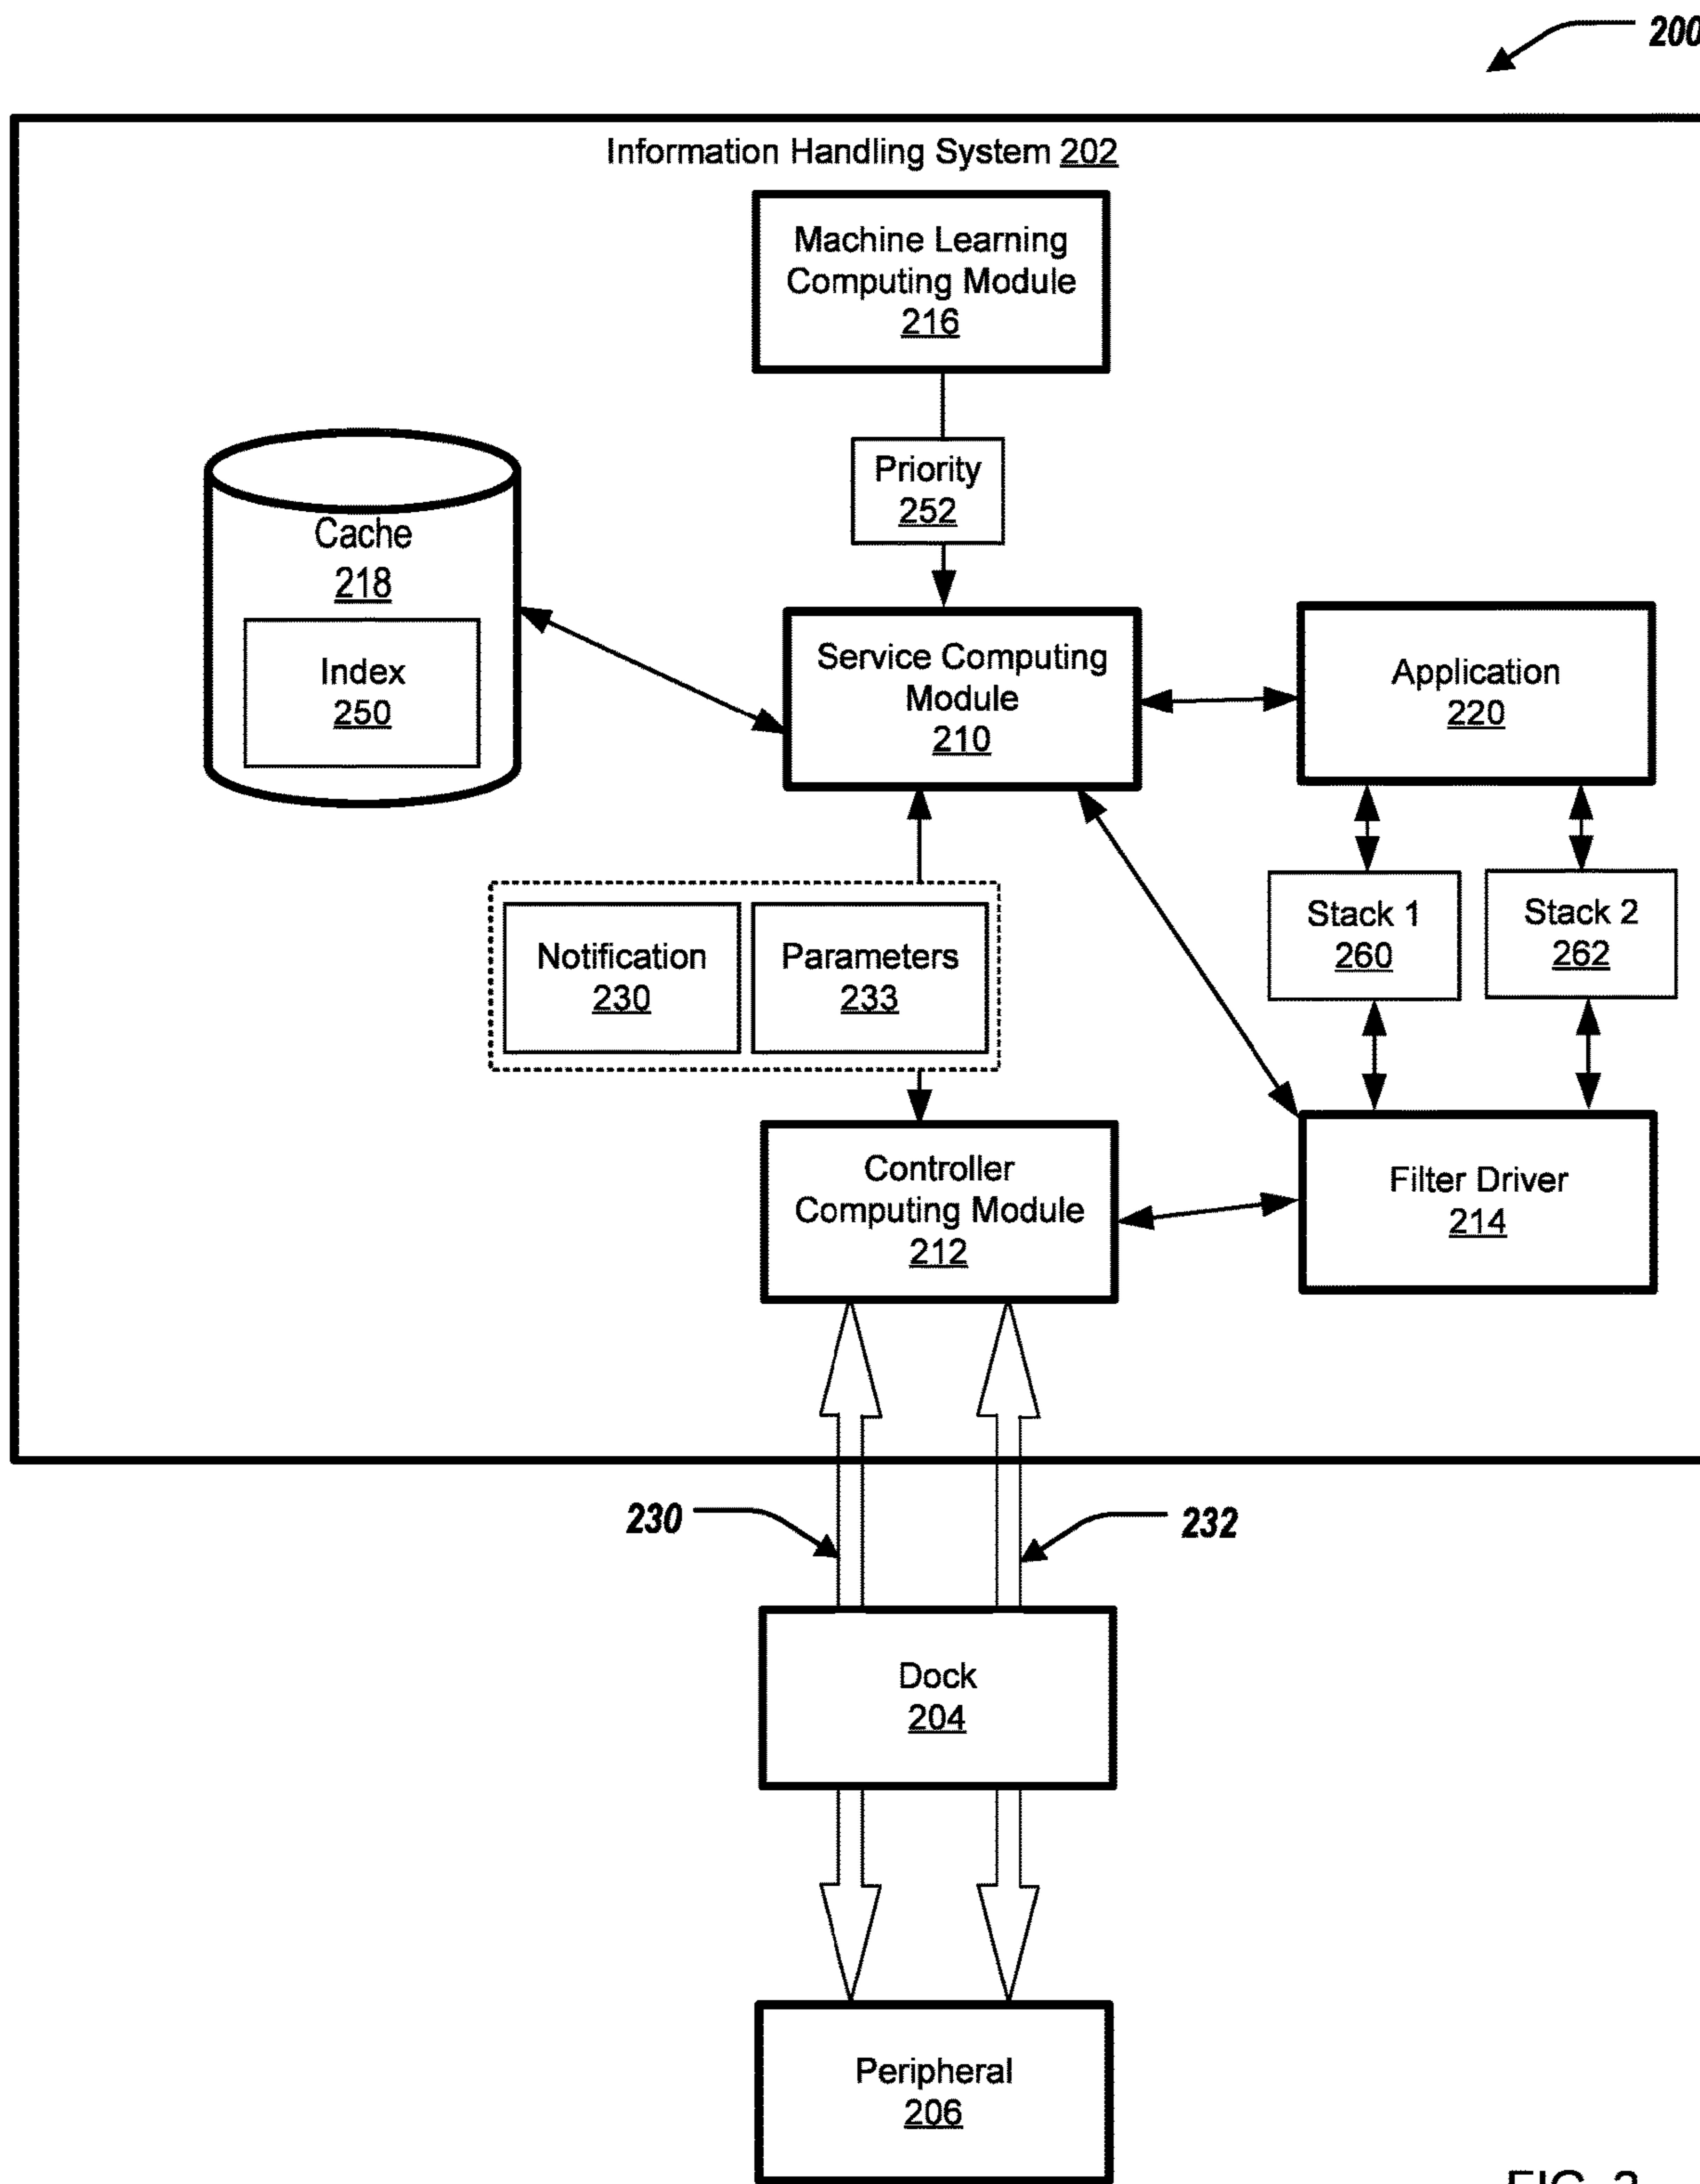 200
Information Handling System 202
Machine Learning
Computing Module
216
Priority
252
Cache
218
Index
250
Service Computing
Module
210
Application
220
Notification
230
Parameters
233
Stack 1
260
Stack 2
262
Controller
Computing Module
212
Filter Driver
214
230
232
Dock
204
Peripheral
206